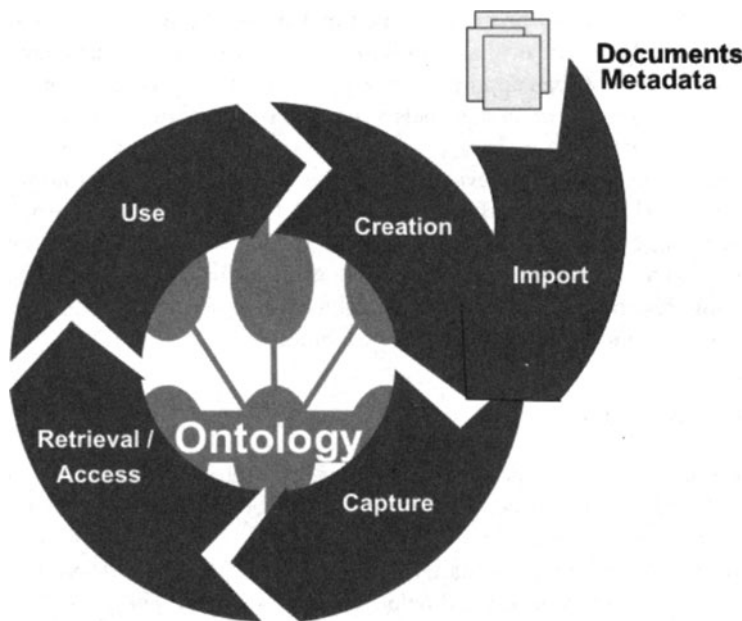 Documents
Metadata
Use
Creation
Import
Retrieval /
Access
Ontology
Capture